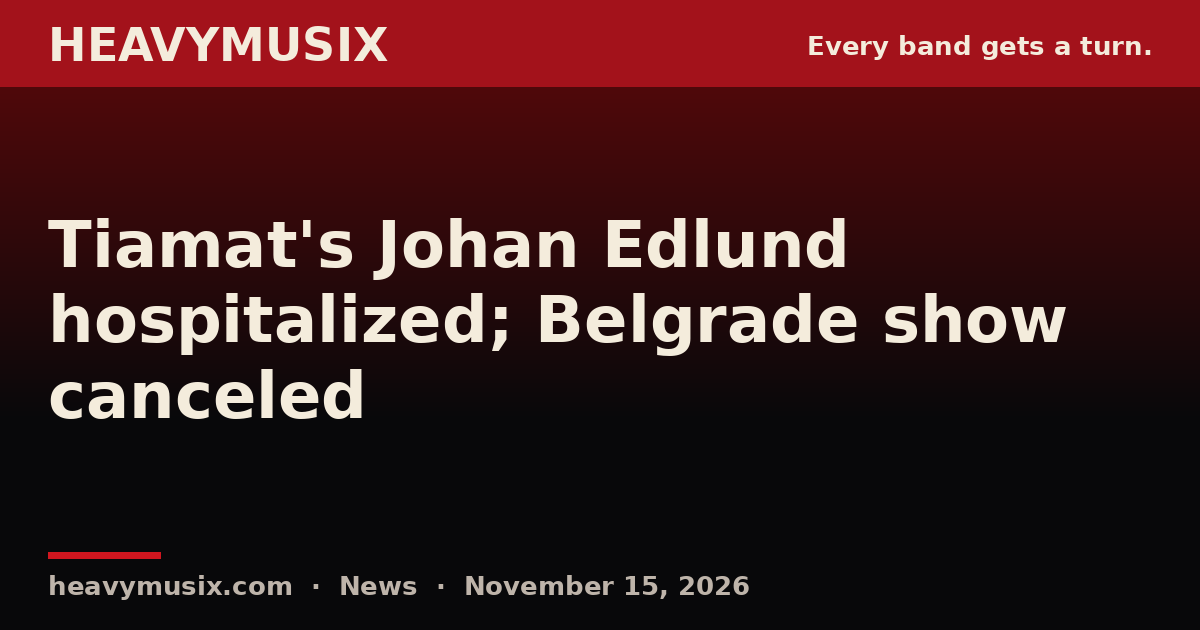 HEAVYMUSIX
Every band gets a turn.
Tiamat's Johan Edlund
hospitalized; Belgrade show
canceled
heavymusix.com · News · November 15, 2026